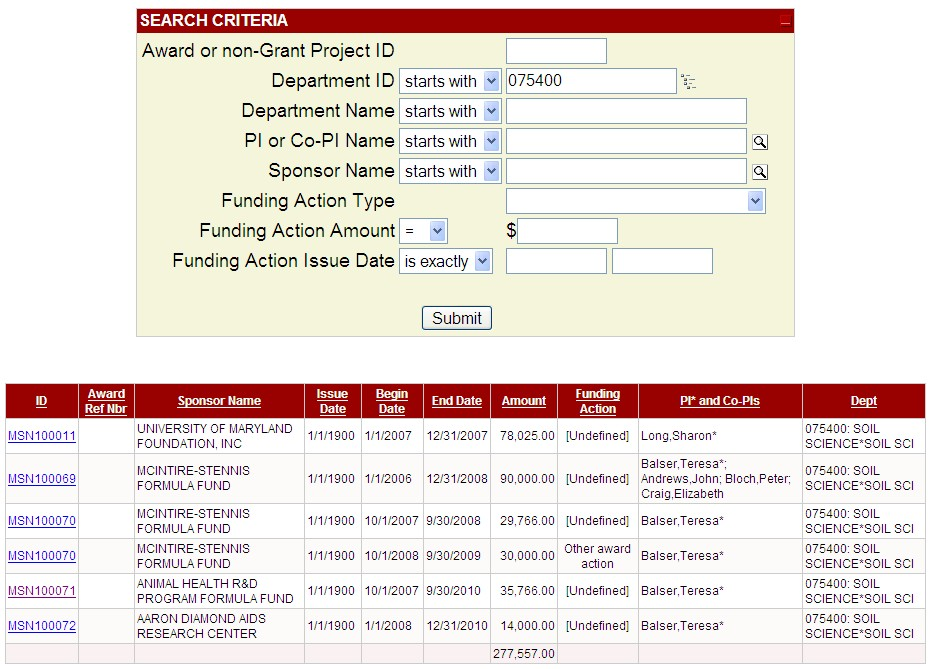 SEARCH CRITERIA
Award or non-Grant Project ID
Department ID starts with 075400
Department Name starts with
PI or Co-PI Name starts with
Sponsor Name starts with
Funding Action Type
Funding Action Amount = $
Funding Action Issue Date is exactly
Submit
ID Award Ref Nbr Sponsor Name Issue Date Begin Date End Date Amount Funding Action PI* and Co-PIs Dept
MSN100011 UNIVERSITY OF MARYLAND FOUNDATION, INC 1/1/1900 1/1/2007 12/31/2007 78,025.00 [Undefined] Long,Sharon* 075400: SOIL SCIENCE*SOIL SCI
MSN100069 MCINTIRE-STENNIS FORMULA FUND 1/1/1900 1/1/2006 12/31/2008 90,000.00 [Undefined] Balser,Teresa*; Andrews,John; Bloch,Peter; Craig,Elizabeth 075400: SOIL SCIENCE*SOIL SCI
MSN100070 MCINTIRE-STENNIS FORMULA FUND 1/1/1900 10/1/2007 9/30/2008 29,766.00 [Undefined] Balser,Teresa* 075400: SOIL SCIENCE*SOIL SCI
MSN100070 MCINTIRE-STENNIS FORMULA FUND 1/1/1900 10/1/2008 9/30/2009 30,000.00 Other award action Balser,Teresa* 075400: SOIL SCIENCE*SOIL SCI
MSN100071 ANIMAL HEALTH R&D PROGRAM FORMULA FUND 1/1/1900 10/1/2007 9/30/2010 35,766.00 [Undefined] Balser,Teresa* 075400: SOIL SCIENCE*SOIL SCI
MSN100072 AARON DIAMOND AIDS RESEARCH CENTER 1/1/1900 1/1/2008 12/31/2010 14,000.00 [Undefined] Balser,Teresa* 075400: SOIL SCIENCE*SOIL SCI
277,557.00